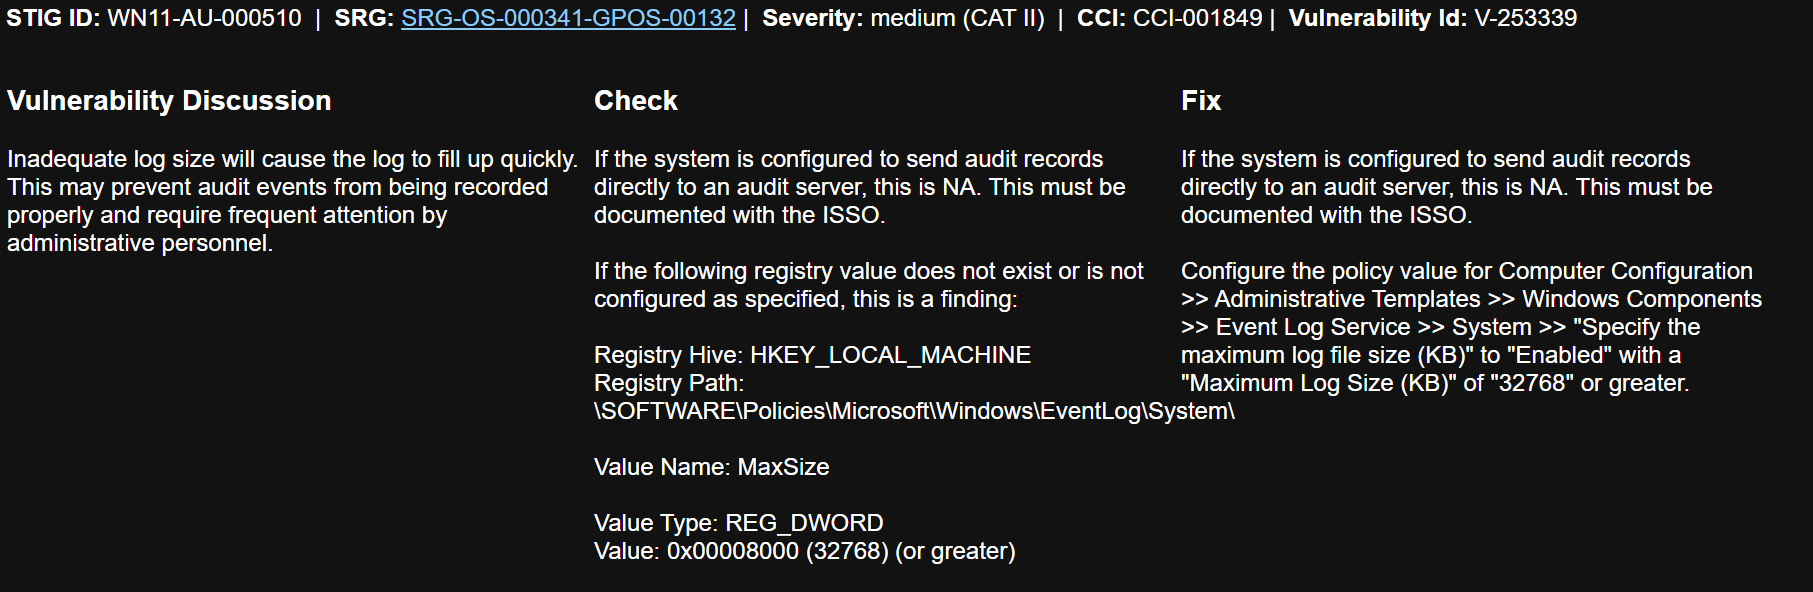 STIG ID: WN11-AU-000510 | SRG: SRG-OS-000341-GPOS-00132 | Severity: medium (CAT II) | CCI: CCI-001849 | Vulnerability Id: V-253339
Vulnerability Discussion
Inadequate log size will cause the log to fill up quickly.
This may prevent audit events from being recorded
properly and require frequent attention by
administrative personnel.
Check
If the system is configured to send audit records
directly to an audit server, this is NA. This must be
documented with the ISSO.
If the following registry value does not exist or is not
configured as specified, this is a finding:
Registry Hive: HKEY_LOCAL_MACHINE
Registry Path:
\SOFTWARE\Policies\Microsoft\Windows\EventLog\System\
Value Name: MaxSize
Value Type: REG_DWORD
Value: 0x00008000 (32768) (or greater)
Fix
If the system is configured to send audit records
directly to an audit server, this is NA. This must be
documented with the ISSO.
Configure the policy value for Computer Configuration
>> Administrative Templates >> Windows Components
>> Event Log Service >> System >> "Specify the
maximum log file size (KB)" to "Enabled" with a
"Maximum Log Size (KB)" of "32768" or greater.